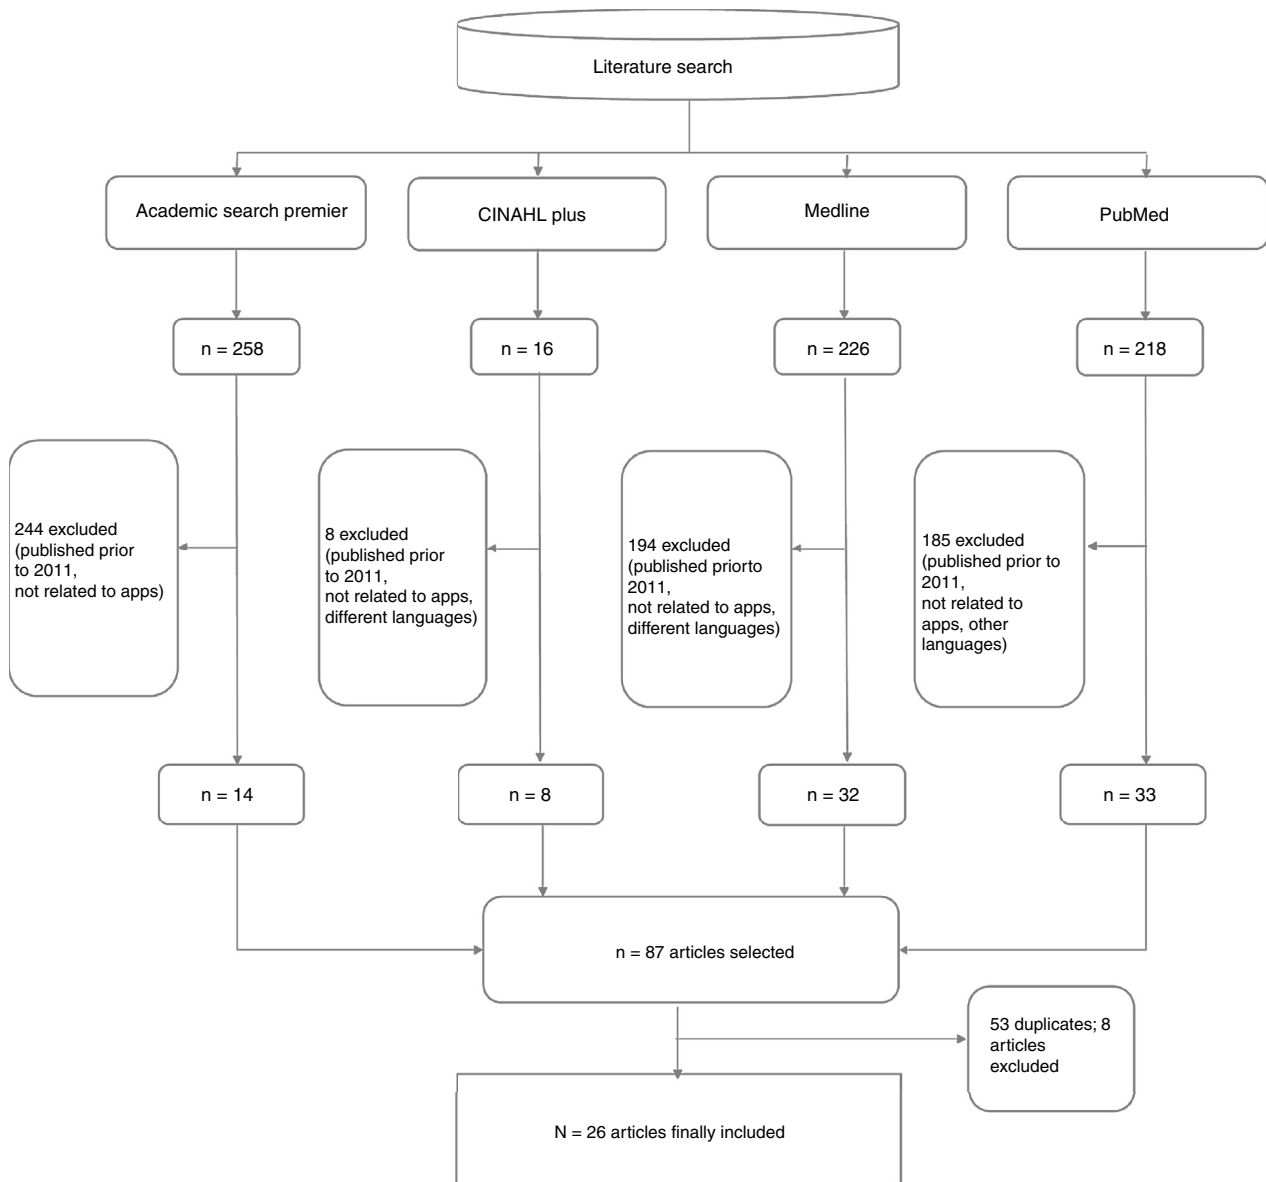 Literature search
Academic search premier
CINAHL plus
Medline
PubMed
n = 258
n = 16
n = 226
n = 218
244 excluded
(published prior
to 2011,
not related to apps)
8 excluded
(published prior
to 2011,
not related to apps,
different languages)
194 excluded
(published priorto
2011,
not related to apps,
different languages)
185 excluded
(published prior to
2011,
not related to
apps, other
languages)
n = 14
n = 8
n = 32
n = 33
n = 87 articles selected
53 duplicates; 8
articles
excluded
N = 26 articles finally included